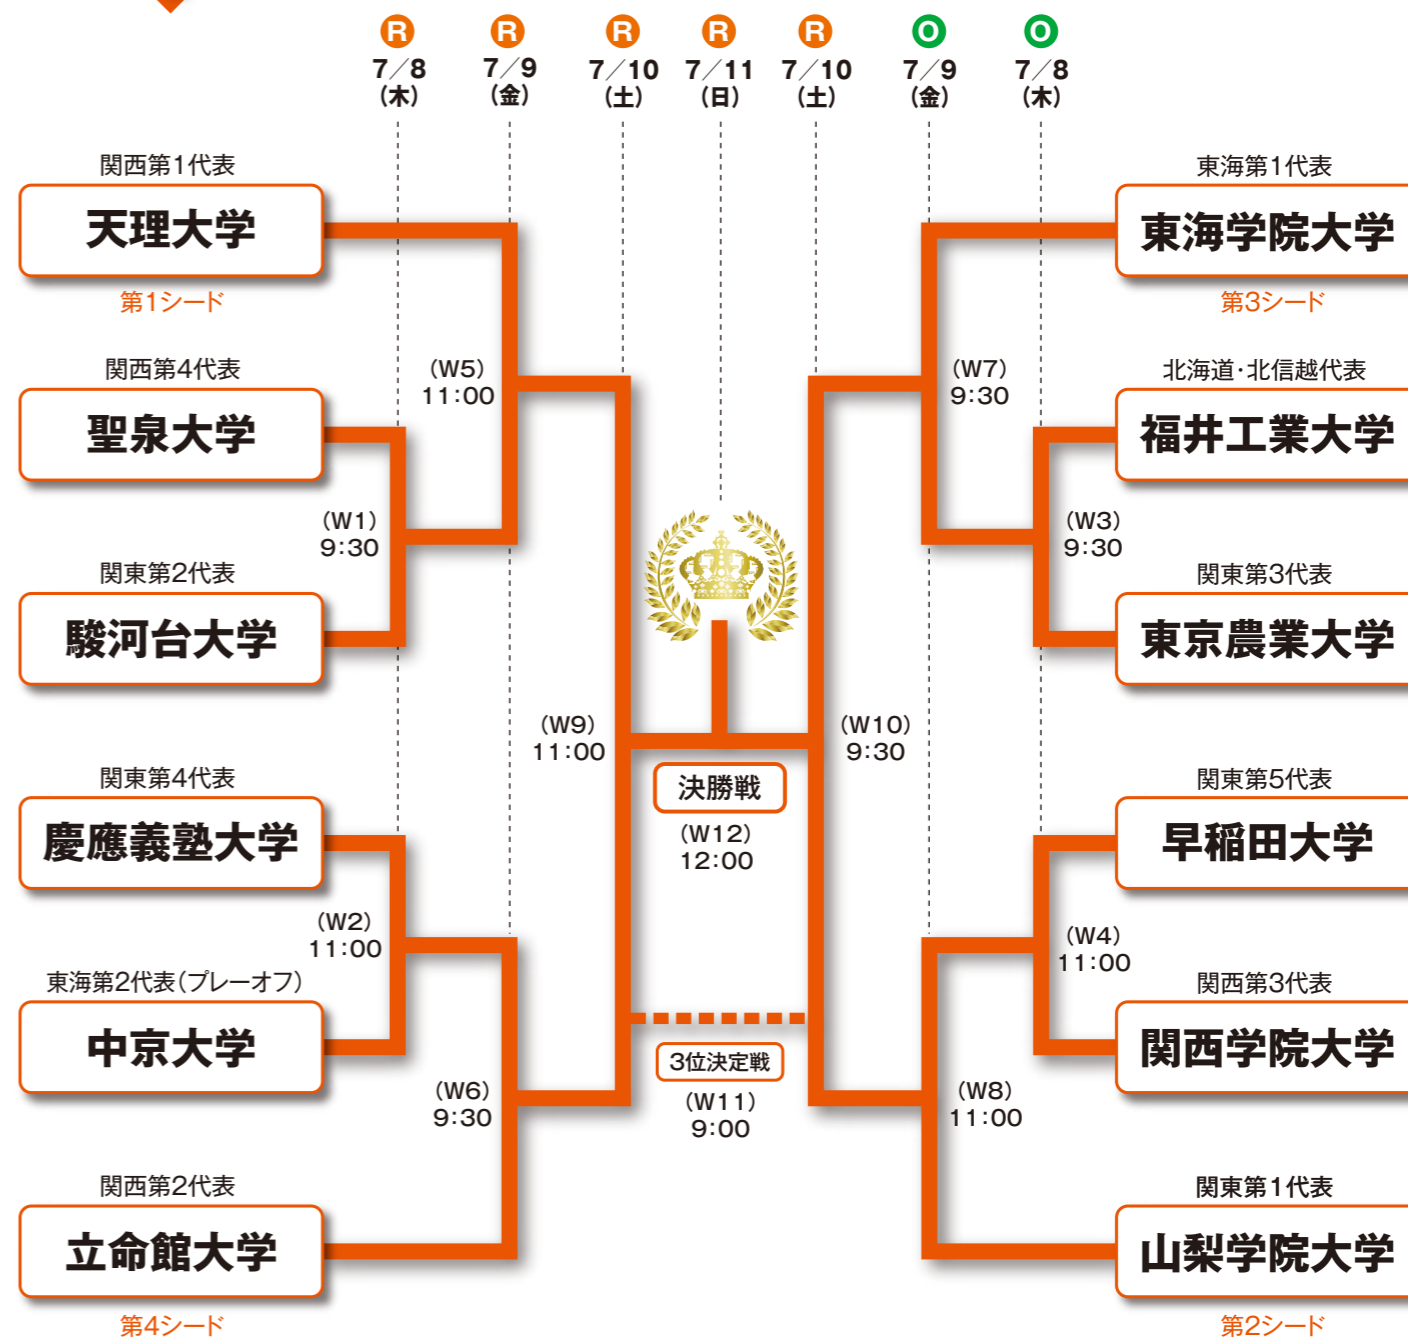 R R R R R O O
7/8 7/9 7/10 7/11 7/10 7/9 7/8
(木) (金) (土) (日) (土) (金) (木)
関西第1代表
天理大学
第1シード
関西第4代表
聖泉大学
(W1)
9:30
関東第2代表
駿河台大学
(W5)
11:00
関東第4代表
慶應義塾大学
(W2)
11:00
東海第2代表(プレーオフ)
中京大学
(W6)
9:30
関西第2代表
立命館大学
第4シード
(W9)
11:00
決勝戦
(W12)
12:00
3位決定戦
(W11)
9:00
(W10)
9:30
東海第1代表
東海学院大学
第3シード
(W7)
9:30
北海道・北信越代表
福井工業大学
(W3)
9:30
関東第3代表
東京農業大学
関東第5代表
早稲田大学
(W4)
11:00
関西第3代表
関西学院大学
(W8)
11:00
関東第1代表
山梨学院大学
第2シード